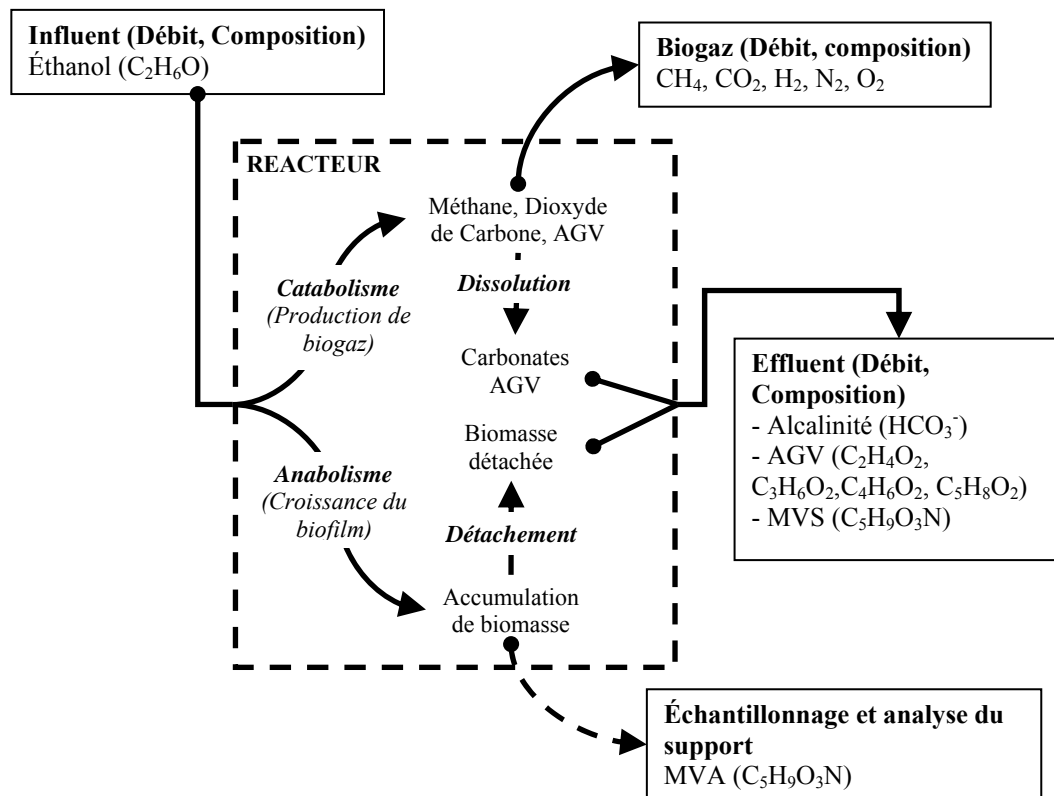 Influent (Débit, Composition)
Éthanol (C₂H₆O)
Biogaz (Débit, composition)
CH₄, CO₂, H₂, N₂, O₂
REACTEUR
Méthane, Dioxyde
de Carbone, AGV
Catabolisme
(Production de
biogaz)
Dissolution
Carbonates
AGV
Effluent (Débit,
Composition)
- Alcalinité (HCO₃⁻)
- AGV (C₂H₄O₂,
C₃H₆O₂,C₄H₆O₂, C₅H₈O₂)
- MVS (C₅H₉O₃N)
Biomasse
détachée
Anabolisme
(Croissance du
biofilm)
Détachement
Accumulation
de biomasse
Échantillonnage et analyse du
support
MVA (C₅H₉O₃N)